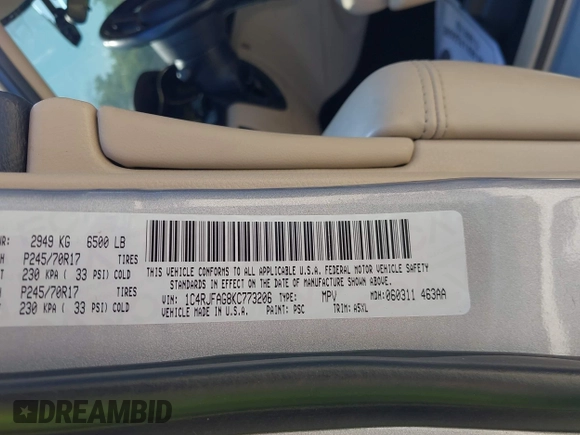 2949 KG 6500 LB
P245/70R17 TIRES
230 KPA ( 33 PSI) COLD
P245/70R17 TIRES
230 KPA ( 33 PSI) COLD
THIS VEHICLE CONFORMS TO ALL APPLICABLE U.S.A. FEDERAL MOTOR VEHICLE SAFETY
STANDARDS IN EFFECT ON THE DATE OF MANUFACTURE SHOWN ABOVE.
VIN: 1C4RJFAG8KC773206 TYPE: MPV MDH:060311 463AA
VEHICLE MADE IN U.S.A. PAINT: PSC TRIM: A5XL
DREAMBID